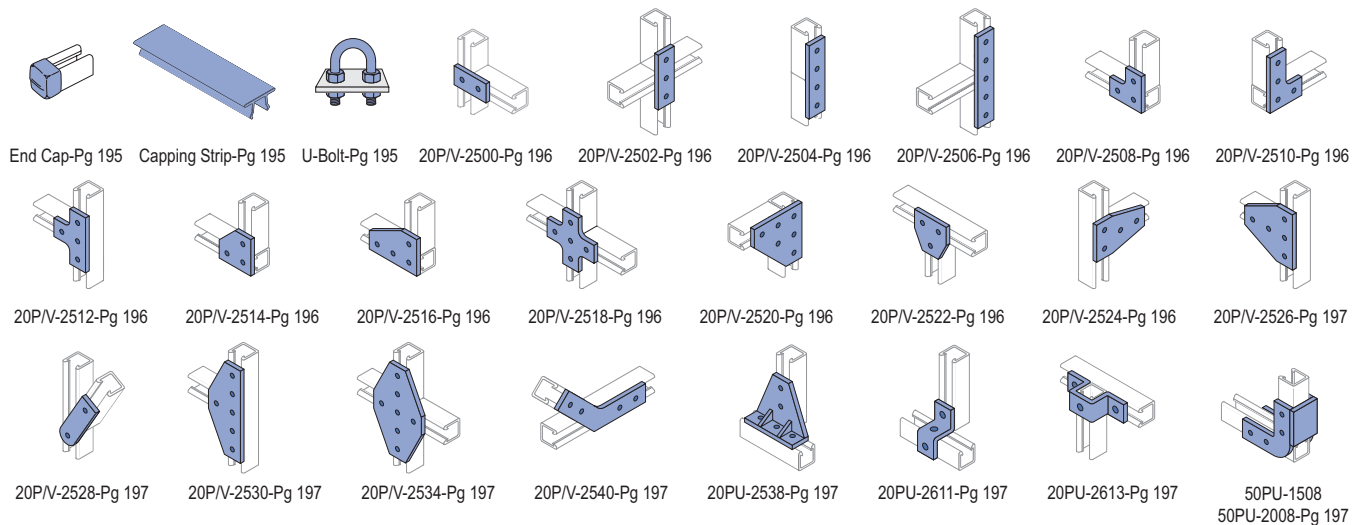 End Cap-Pg 195 Capping Strip-Pg 195 U-Bolt-Pg 195 20P/V-2500-Pg 196 20P/V-2502-Pg 196 20P/V-2504-Pg 196 20P/V-2506-Pg 196 20P/V-2508-Pg 196 20P/V-2510-Pg 196
20P/V-2512-Pg 196 20P/V-2514-Pg 196 20P/V-2516-Pg 196 20P/V-2518-Pg 196 20P/V-2520-Pg 196 20P/V-2522-Pg 196 20P/V-2524-Pg 196 20P/V-2526-Pg 197
20P/V-2528-Pg 197 20P/V-2530-Pg 197 20P/V-2534-Pg 197 20P/V-2540-Pg 197 20PU-2538-Pg 197 20PU-2611-Pg 197 20PU-2613-Pg 197 50PU-1508
50PU-2008-Pg 197